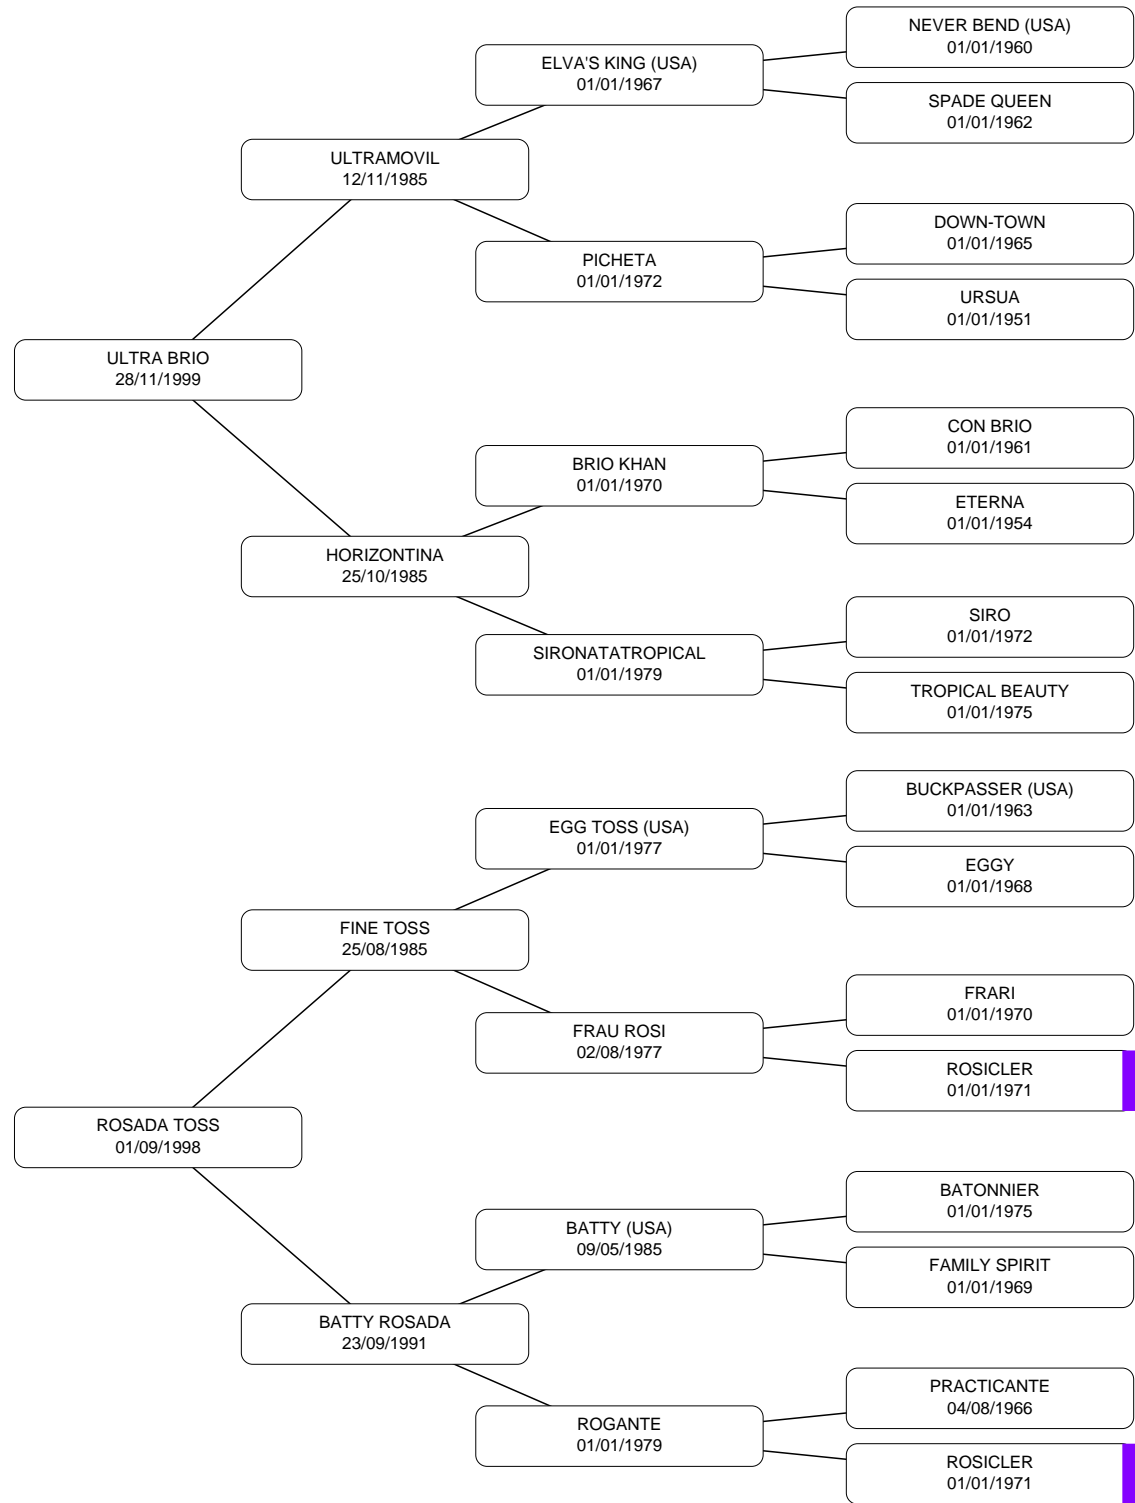 NEVER BEND (USA)
01/01/1960
ELVA'S KING (USA)
01/01/1967
SPADE QUEEN
01/01/1962
ULTRAMOVIL
12/11/1985
DOWN-TOWN
01/01/1965
PICHETA
01/01/1972
URSUA
01/01/1951
ULTRA BRIO
28/11/1999
CON BRIO
01/01/1961
BRIO KHAN
01/01/1970
ETERNA
01/01/1954
HORIZONTINA
25/10/1985
SIRO
01/01/1972
SIRONATATROPICAL
01/01/1979
TROPICAL BEAUTY
01/01/1975
BUCKPASSER (USA)
01/01/1963
EGG TOSS (USA)
01/01/1977
EGGY
01/01/1968
FINE TOSS
25/08/1985
FRARI
01/01/1970
FRAU ROSI
02/08/1977
ROSICLER
01/01/1971
ROSADA TOSS
01/09/1998
BATONNIER
01/01/1975
BATTY (USA)
09/05/1985
FAMILY SPIRIT
01/01/1969
BATTY ROSADA
23/09/1991
PRACTICANTE
04/08/1966
ROGANTE
01/01/1979
ROSICLER
01/01/1971